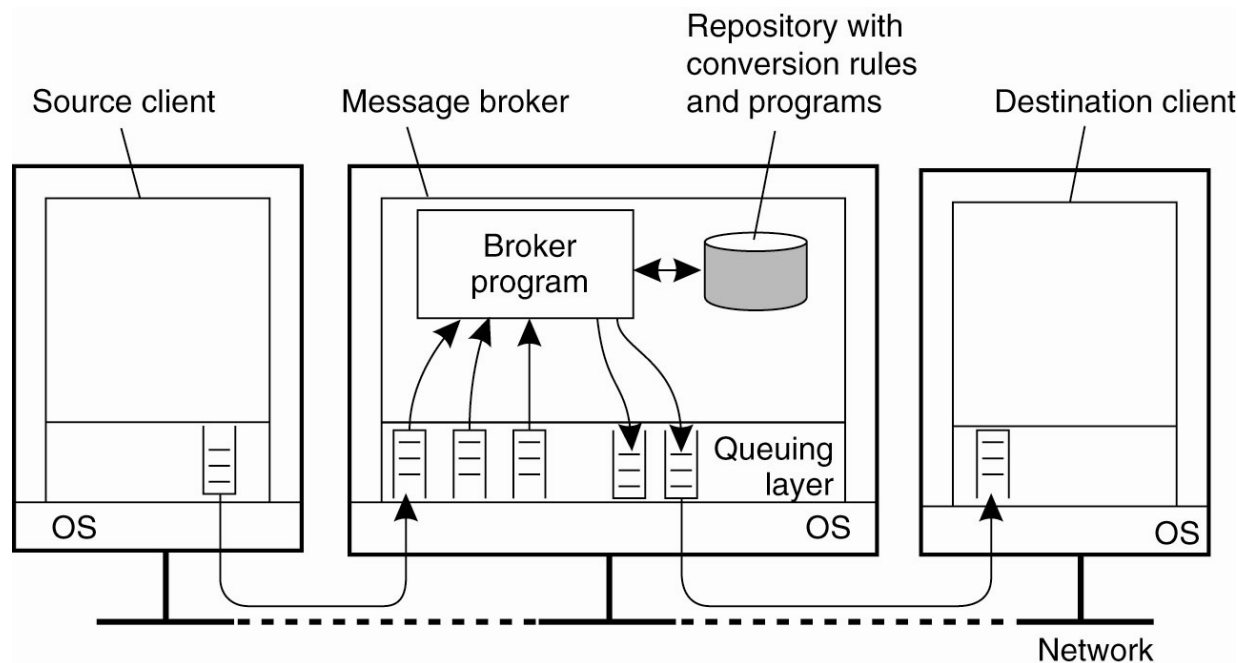 Repository with
conversion rules
and programs
Source client
Message broker
Destination client
Broker
program
Queuing
layer
OS
OS
OS
Network